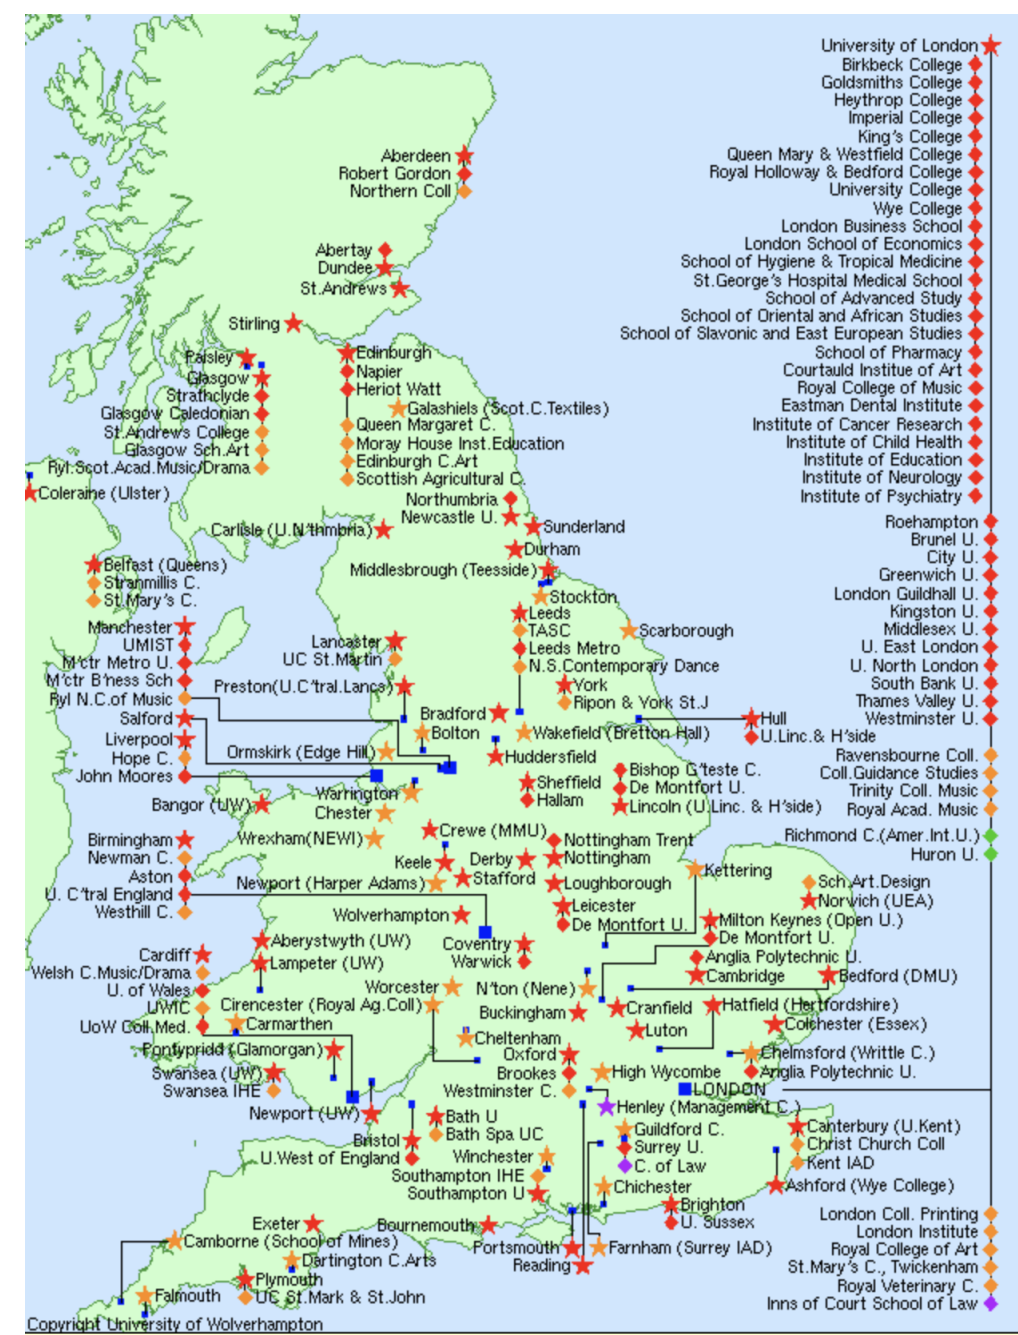 University of London
Birkbeck College
Goldsmiths College
Heythrop College
Imperial College
King's College
Queen Mary & Westfield College
Royal Holloway & Bedford College
University College
Wye College
London Business School
London School of Economics
School of Hygiene & Tropical Medicine
St.George's Hospital Medical School
School of Advanced Study
School of Oriental and African Studies
School of Slavonic and East European Studies
School of Pharmacy
Courtauld Institue of Art
Royal College of Music
Eastman Dental Institute
Institute of Cancer Research
Institute of Child Health
Institute of Education
Institute of Neurology
Institute of Psychiatry
Roehampton
Brunel U.
City U.
Greenwich U.
London Guildhall U.
Kingston U.
Middlesex U.
U. East London
U. North London
South Bank U.
Thames Valley U.
Westminster U.
Ravensbourne Coll.
Coll.Guidance Studies
Trinity Coll. Music
Royal Acad. Music
Richmond C.(Amer.Int.U.)
Huron U.
London Coll. Printing
London Institute
Royal College of Art
St.Mary's C., Twickenham
Royal Veterinary C.
Inns of Court School of Law
Aberdeen
Robert Gordon
Northern Coll
Abertay
Dundee
St.Andrews
Stirling
Paisley
Glasgow
Strathclyde
Glasgow Caledonian
St.Andrews College
Glasgow Sch.Art
Ryl.Scot.Acad.Music/Drama
Edinburgh
Napier
Heriot Watt
Galashiels (Scot.C.Textiles)
Queen Margaret C.
Moray House Inst.Education
Edinburgh C.Art
Scottish Agricultural C.
Coleraine (Ulster)
Northumbria
Newcastle U.
Carlisle (U.N'thmbria)
Sunderland
Durham
Middlesbrough (Teesside)
Stockton
Belfast (Queens)
Stranmillis C.
St.Mary's C.
Manchester
UMIST
M'ctr Metro U.
M'ctr B'ness Sch
Ryl N.C.of Music
Salford
Liverpool
Hope C.
John Moores
Lancaster
UC St.Martin
Preston(U.C'tral.Lancs)
Leeds
TASC
Leeds Metro
N.S.Contemporary Dance
Scarborough
York
Ripon & York St.J
Bradford
Bolton
Wakefield (Bretton Hall)
Hull
U.Linc.& H'side
Ormskirk (Edge Hill)
Huddersfield
Bishop G'teste C.
De Montfort U.
Lincoln (U.Linc. & H'side)
Sheffield
Hallam
Bangor (UW)
Warrington
Chester
Wrexham(NEWI)
Crewe (MMU)
Nottingham Trent
Nottingham
Keele
Derby
Stafford
Loughborough
Kettering
Newport (Harper Adams)
Leicester
De Montfort U.
Sch.Art.Design
Norwich (UEA)
Birmingham
Newman C.
Aston
U. C'tral England
Westhill C.
Wolverhampton
Milton Keynes (Open U.)
De Montfort U.
Aberystwyth (UW)
Lampeter (UW)
Coventry
Warwick
Anglia Polytechnic U.
Cambridge
Bedford (DMU)
Cardiff
Welsh C.Music/Drama
U. of Wales
UWIC
UoW Coll.Med.
Worcester
N'ton (Nene)
Cirencester (Royal Ag.Coll)
Buckingham
Cranfield
Hatfield (Hertfordshire)
Carmarthen
Luton
Colchester (Essex)
Cheltenham
Pontypridd (Glamorgan)
Oxford
Brookes
Westminster C.
Chelmsford (Writtle C.)
Anglia Polytechnic U.
Swansea (UW)
Swansea IHE
High Wycombe
LONDON
Newport (UW)
Henley (Management C.)
Bath U
Bath Spa UC
Guildford C.
Surrey U.
C. of Law
Canterbury (U.Kent)
Christ Church Coll
Kent IAD
Bristol
U.West of England
Winchester
Southampton IHE
Southampton U
Chichester
Ashford (Wye College)
Brighton
U. Sussex
Exeter
Bournemouth
Camborne (School of Mines)
Portsmouth
Farnham (Surrey IAD)
Reading
Dartington C.Arts
Plymouth
UC St.Mark & St.John
Falmouth
Copyright University of Wolverhampton